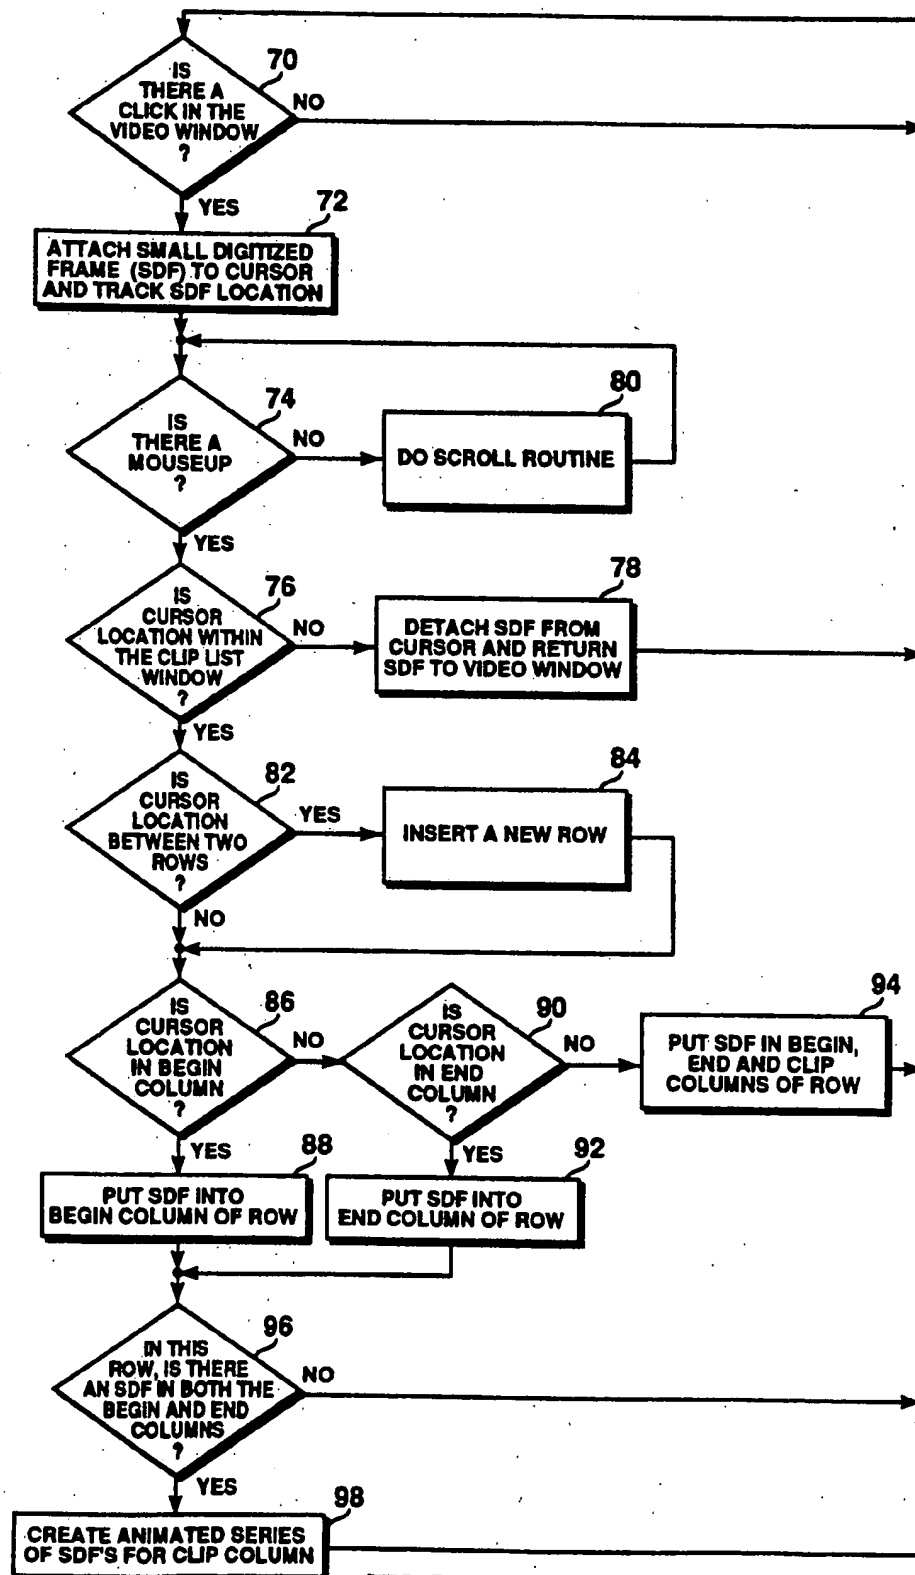 70
IS
THERE A
CLICK IN THE
VIDEO WINDOW
?
NO
YES
72
ATTACH SMALL DIGITIZED
FRAME (SDF) TO CURSOR
AND TRACK SDF LOCATION
74
IS
THERE A
MOUSEUP
?
NO
80
DO SCROLL ROUTINE
YES
76
IS
CURSOR
LOCATION WITHIN
THE CLIP LIST
WINDOW
?
NO
78
DETACH SDF FROM
CURSOR AND RETURN
SDF TO VIDEO WINDOW
YES
82
IS
CURSOR
LOCATION
BETWEEN TWO
ROWS
?
YES
84
INSERT A NEW ROW
NO
86
IS
CURSOR
LOCATION
IN BEGIN
COLUMN
?
NO
90
IS
CURSOR
LOCATION
IN END
COLUMN
?
NO
94
PUT SDF IN BEGIN,
END AND CLIP
COLUMNS OF ROW
YES
88
PUT SDF INTO
BEGIN COLUMN OF ROW
YES
92
PUT SDF INTO
END COLUMN OF ROW
96
IN THIS
ROW, IS THERE
AN SDF IN BOTH THE
BEGIN AND END
COLUMNS
?
NO
YES
98
CREATE ANIMATED SERIES
OF SDF'S FOR CLIP COLUMN